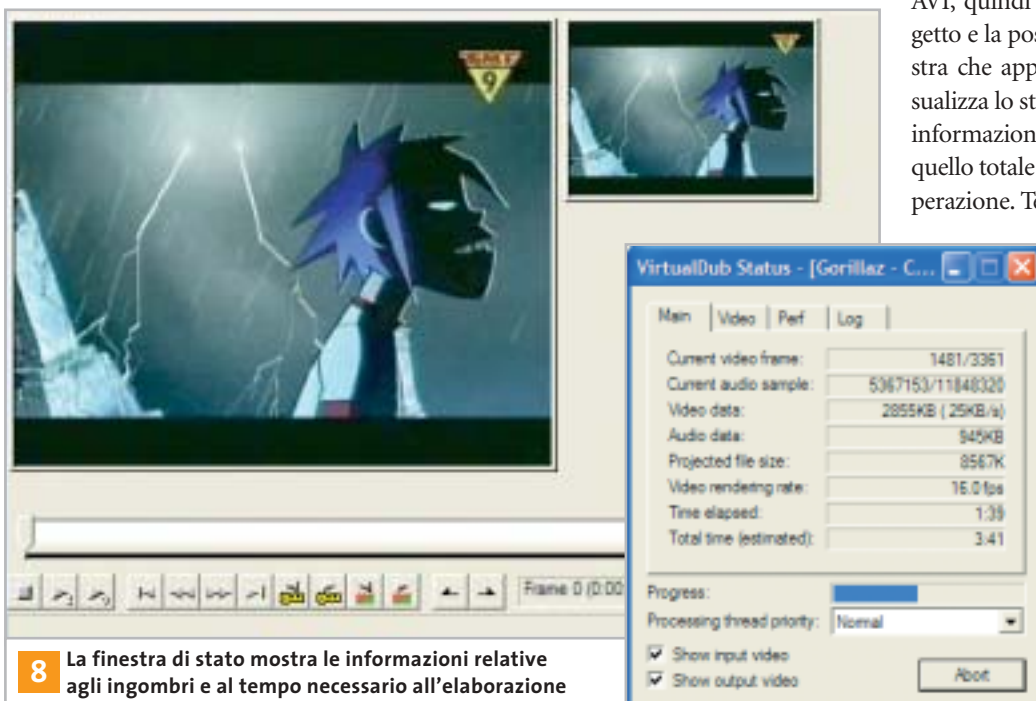 AVI, quindi
getto e la pos
stra che app
sualizza lo st
informazion
quello totale
perazione. To
9
VirtualDub Status - [Gorillaz - C...
Main Video Perf Log
Current video frame: 1481/3361
Current audio sample: 5367153/11848320
Video data: 2855KB ( 25KB/s)
Audio data: 945KB
Projected file size: 8567K
Video rendering rate: 16.0fps
Time elapsed: 1:39
Total time (estimated): 3:41
Progress:
Processing thread priority: Normal
Show input video
Show output video
Abort
Frame 0 (0:00
8 La finestra di stato mostra le informazioni relative
agli ingombri e al tempo necessario all'elaborazione